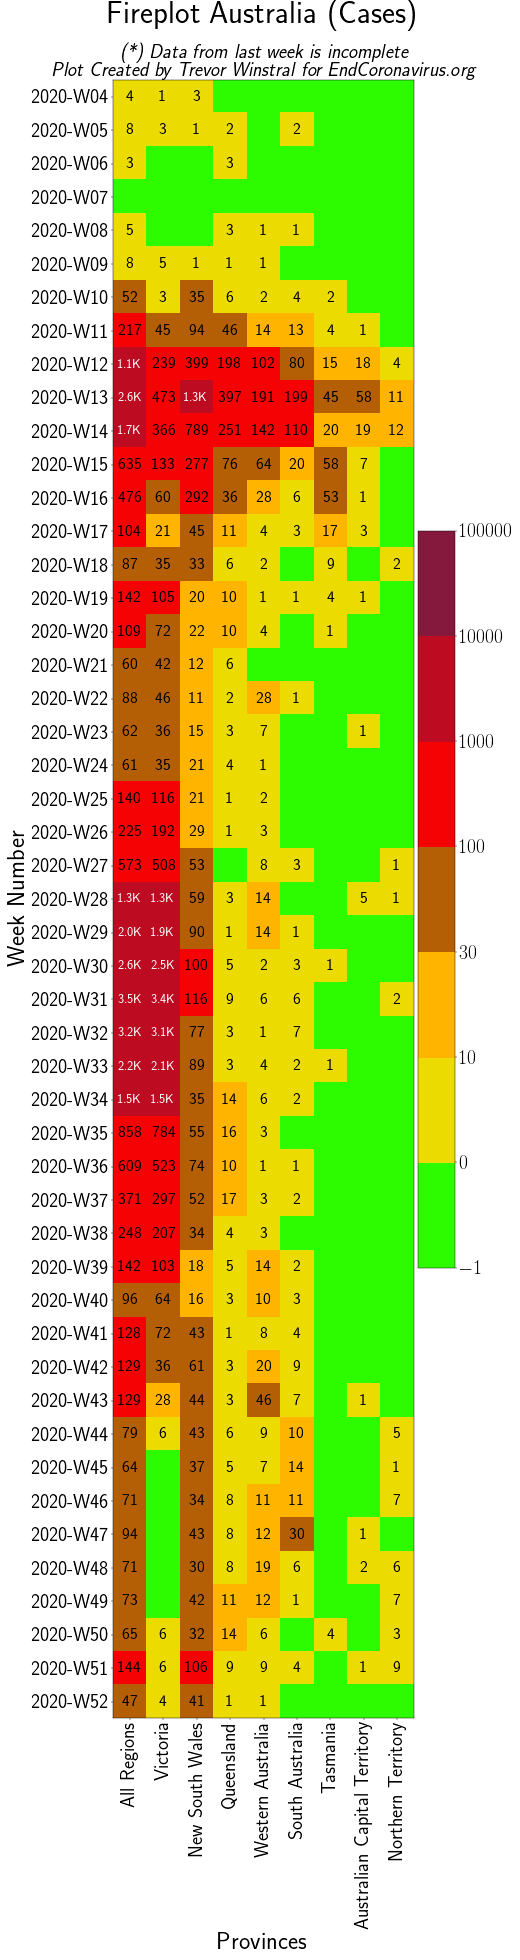 Fireplot Australia (Cases)
(*) Data from last week is incomplete
Plot Created by Trevor Winstral for EndCoronavirus.org
2020-W04 4 1 3
2020-W05 8 3 1 2 2
2020-W06 3 3
2020-W07
2020-W08 5 3 1 1
2020-W09 8 5 1 1 1
2020-W10 52 3 35 6 2 4 2
2020-W11 217 45 94 46 14 13 4 1
2020-W12 1.1K 239 399 198 102 80 15 18 4
2020-W13 2.6K 473 1.3K 397 191 199 45 58 11
2020-W14 1.7K 366 789 251 142 110 20 19 12
2020-W15 635 133 277 76 64 20 58 7
2020-W16 476 60 292 36 28 6 53 1
2020-W17 104 21 45 11 4 3 17 3
2020-W18 87 35 33 6 2 9 2
2020-W19 142 105 20 10 1 1 4 1
2020-W20 109 72 22 10 4 1
2020-W21 60 42 12 6
2020-W22 88 46 11 2 28 1
2020-W23 62 36 15 3 7 1
2020-W24 61 35 21 4 1
2020-W25 140 116 21 1 2
2020-W26 225 192 29 1 3
2020-W27 573 508 53 8 3 1
2020-W28 1.3K 1.3K 59 3 14 5 1
2020-W29 2.0K 1.9K 90 1 14 1
2020-W30 2.6K 2.5K 100 5 2 3 1
2020-W31 3.5K 3.4K 116 9 6 6 2
2020-W32 3.2K 3.1K 77 3 1 7
2020-W33 2.2K 2.1K 89 3 4 2 1
2020-W34 1.5K 1.5K 35 14 6 2
2020-W35 858 784 55 16 3
2020-W36 609 523 74 10 1 1
2020-W37 371 297 52 17 3 2
2020-W38 248 207 34 4 3
2020-W39 142 103 18 5 14 2
2020-W40 96 64 16 3 10 3
2020-W41 128 72 43 1 8 4
2020-W42 129 36 61 3 20 9
2020-W43 129 28 44 3 46 7 1
2020-W44 79 6 43 6 9 10 5
2020-W45 64 37 5 7 14 1
2020-W46 71 34 8 11 11 7
2020-W47 94 43 8 12 30 1
2020-W48 71 30 8 19 6 2 6
2020-W49 73 42 11 12 1 7
2020-W50 65 6 32 14 6 4 3
2020-W51 144 6 106 9 9 4 1 9
2020-W52 47 4 41 1 1
Week Number
100000
10000
1000
100
30
10
0
−1
All Regions
Victoria
New South Wales
Queensland
Western Australia
South Australia
Tasmania
Australian Capital Territory
Northern Territory
Provinces